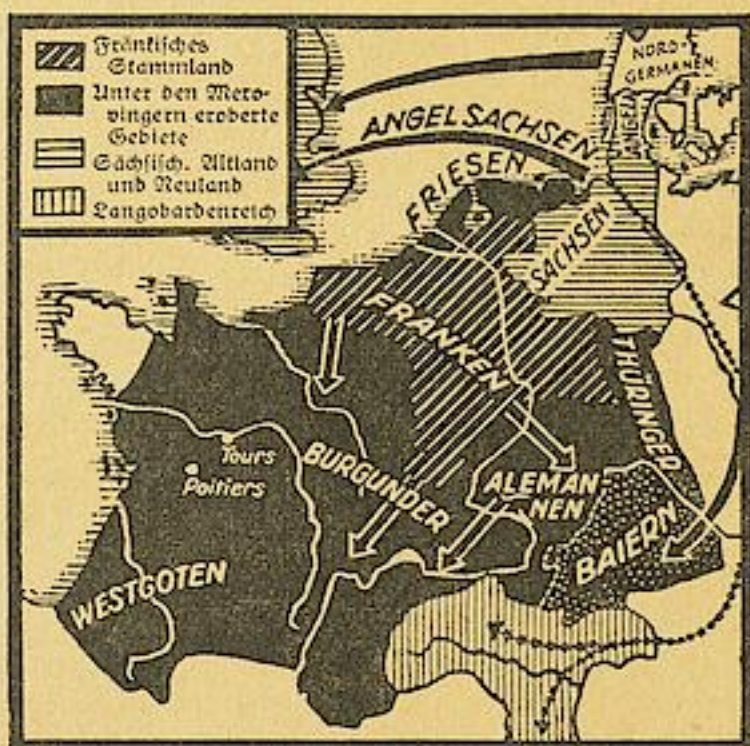 Fränkisches
Stammland
Unter den Mero-
vingern eroberte
Gebiete
Sächsisch. Altland
und Neuland
Langobardenreich
NORD-
GERMANEN
ANGELN
ANGELSACHSEN
FRIESEN
SACHSEN
FRANKEN
THÜRINGER
Tours
Poitiers
BURGUNDER
ALEMAN-
NEN
BAIERN
WESTGOTEN